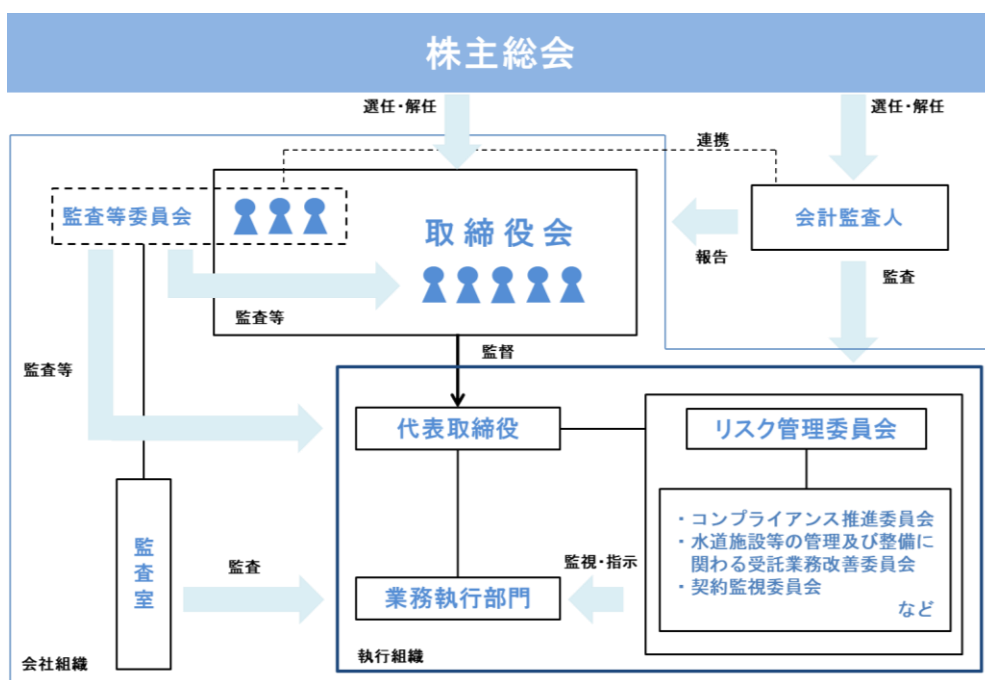 株主総会
選任・解任
選任・解任
連携
監査等委員会
取締役会
会計監査人
報告
監査
監査等
監督
監査等
代表取締役
リスク管理委員会
・コンプライアンス推進委員会
・水道施設等の管理及び整備に
関わる受託業務改善委員会
・契約監視委員会
など
監査室
監査
監視・指示
業務執行部門
執行組織
会社組織